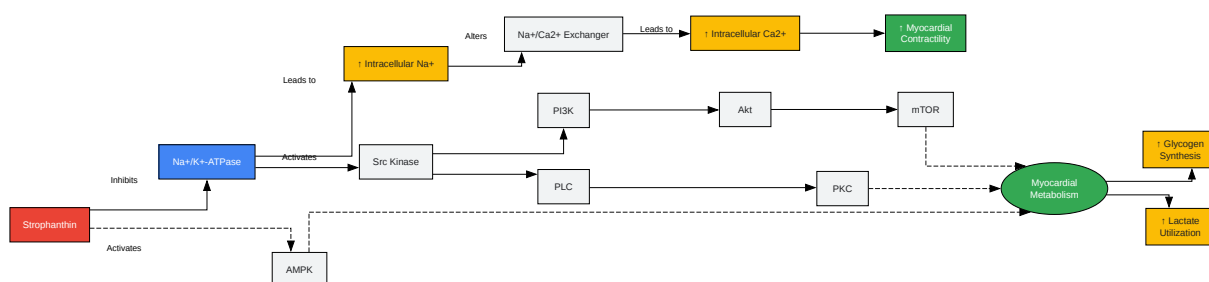 ↑ Myocardial
Contractility
Alters
Na+/Ca2+ Exchanger
Leads to
↑ Intracellular Ca2+
↑ Intracellular Na+
Leads to
PI3K
Akt
mTOR
↑ Glycogen
Synthesis
Na+/K+-ATPase
Activates
Src Kinase
Inhibits
PLC
PKC
Myocardial
Metabolism
Strophanthin
↑ Lactate
Utilization
Activates
AMPK